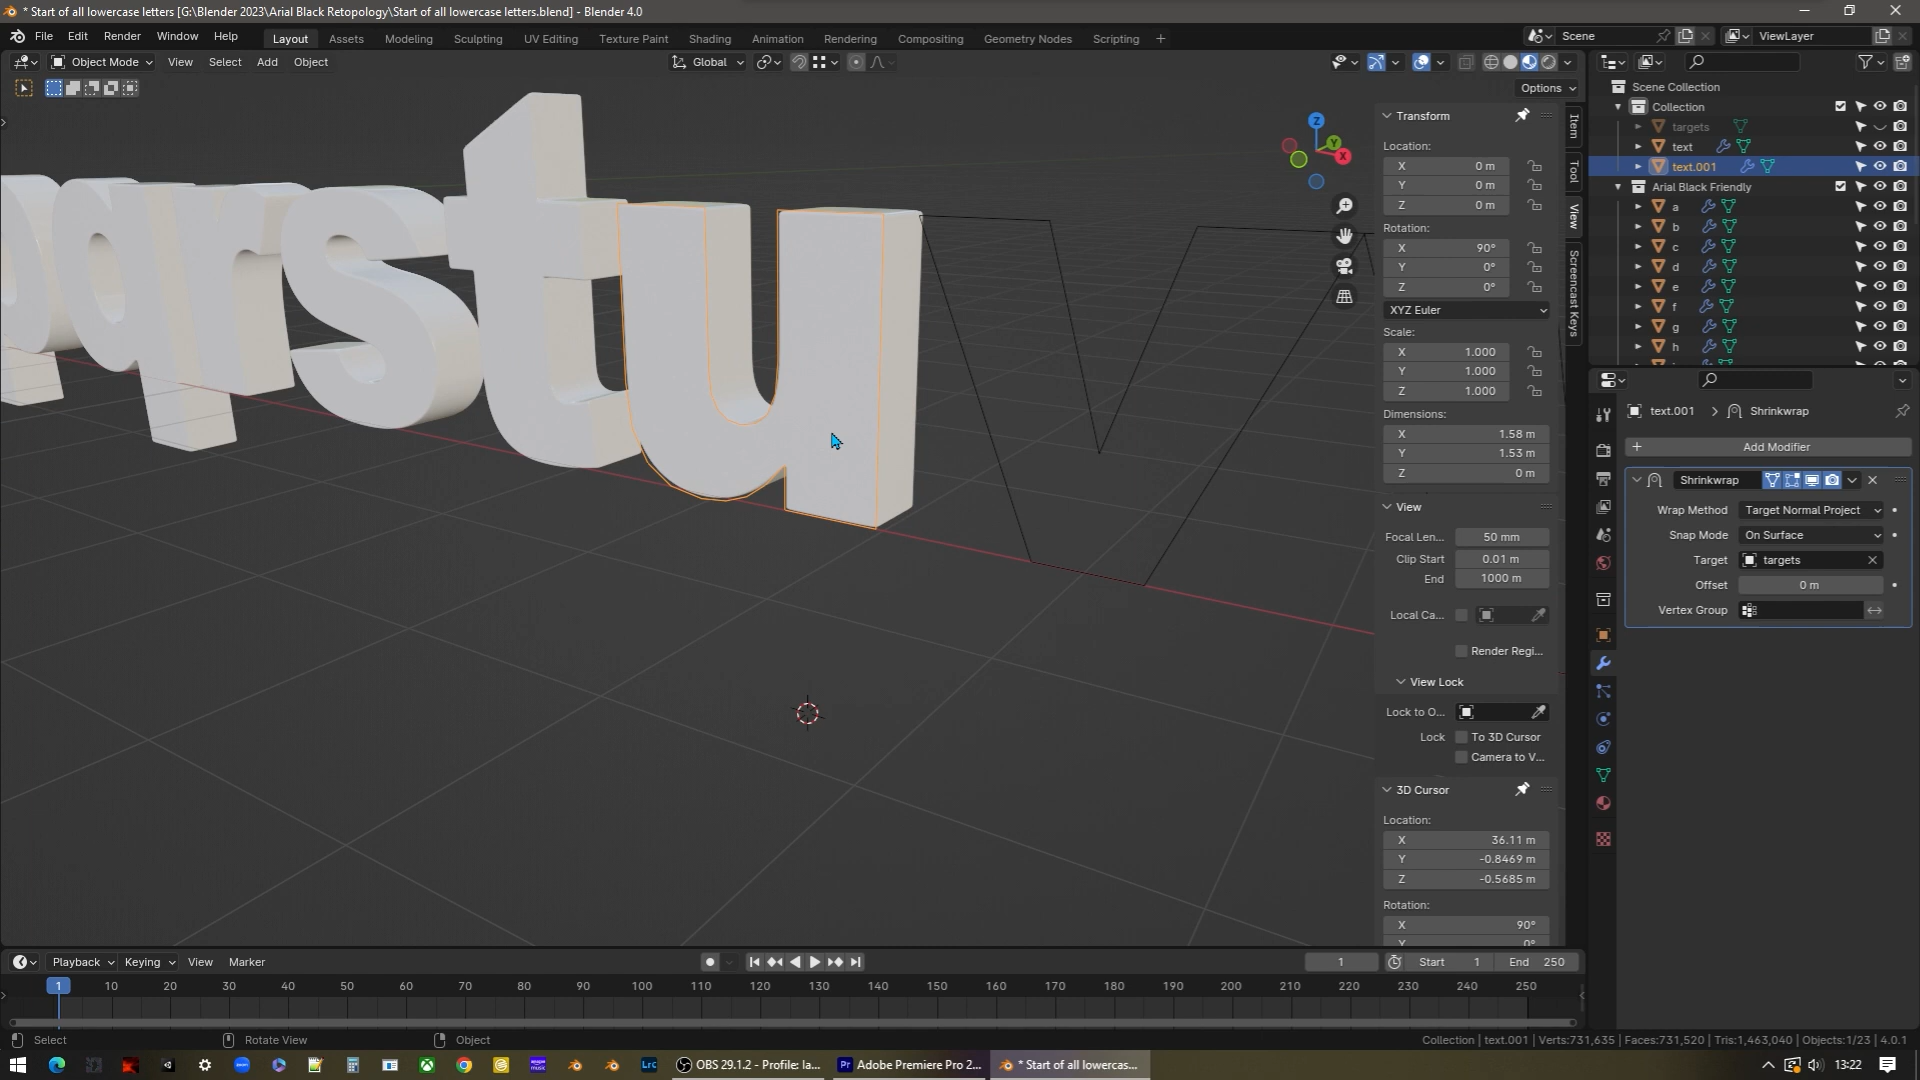 * Start of all lowercase letters [G:\Blender 2023\Arial Black Retopology\Start of all lowercase letters.blend] - Blender 4.0
File Edit Render Window Help
Layout Assets Modeling Sculpting UV Editing Texture Paint Shading Animation Rendering Compositing Geometry Nodes Scripting +
Scene ViewLayer
Object Mode View Select Add Object
Global
Options
qrstu
Transform
Location:
X 0 m
Y 0 m
Z 0 m
Rotation:
X 90°
Y 0°
Z 0°
XYZ Euler
Scale:
X 1.000
Y 1.000
Z 1.000
Dimensions:
X 1.58 m
Y 1.53 m
Z 0 m
View
Focal Len... 50 mm
Clip Start 0.01 m
End 1000 m
Local Ca...
Render Regi...
View Lock
Lock to O...
Lock To 3D Cursor
Camera to V...
3D Cursor
Location:
X 36.11 m
Y -0.8469 m
Z -0.5685 m
Rotation:
X 90°
Y 0°
Item
Tool
View
Screencast Keys
Z
Y
X
Scene Collection
Collection
targets
text
text.001
Arial Black Friendly
a
b
c
d
e
f
g
h
text.001 > Shrinkwrap
+ Add Modifier
Shrinkwrap
Wrap Method Target Normal Project
Snap Mode On Surface
Target targets
Offset 0 m
Vertex Group
Playback Keying View Marker
1 Start 1 End 250
1 10 20 30 40 50 60 70 80 90 100 110 120 130 140 150 160 170 180 190 200 210 220 230 240 250
Select Rotate View Object
Collection | text.001 | Verts:731,635 | Faces:731,520 | Tris:1,463,040 | Objects:1/23 | 4.0.1
Lrc OBS 29.1.2 - Profile: la... Pr Adobe Premiere Pro 2... * Start of all lowercas... 13:22